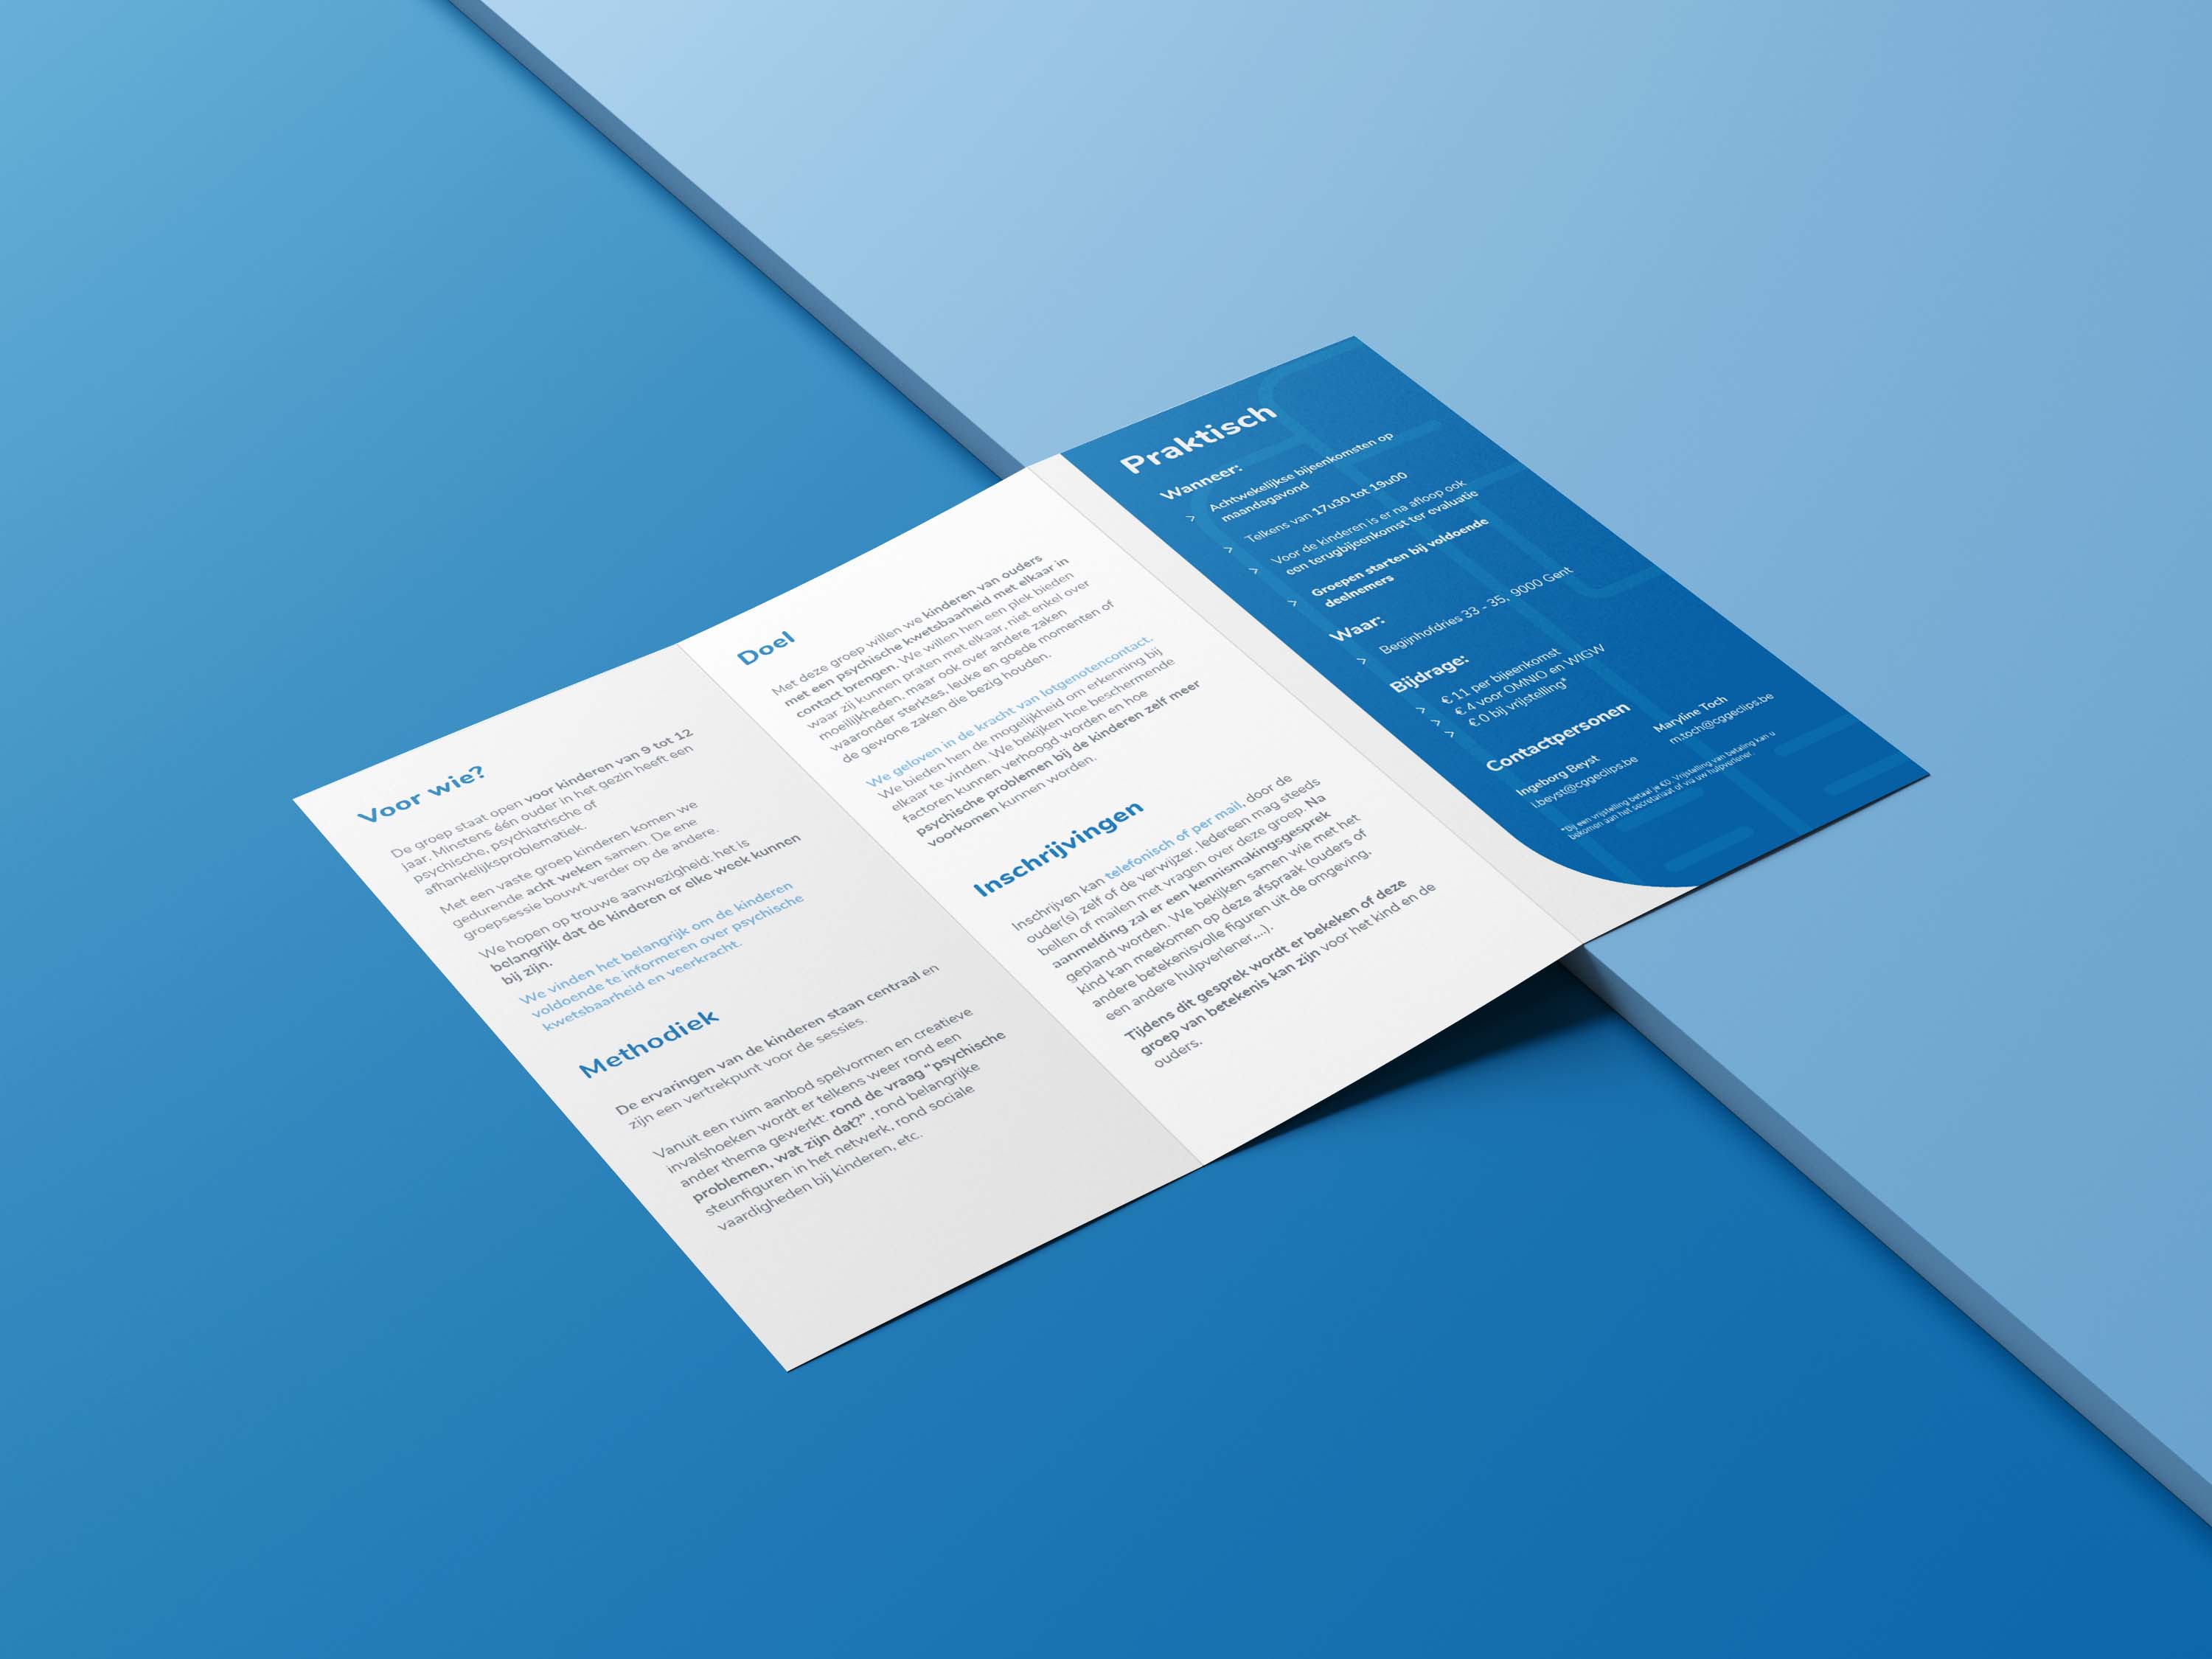 Voor wie?
De groep staat open voor kinderen van 9 tot 12
jaar. Minstens één ouder in het gezin heeft een
psychische, psychiatrische of
afhankelijksproblematiek.
Met een vaste groep kinderen komen we
gedurende acht weken samen. De ene
groepsessie bouwt verder op de andere.
We hopen op trouwe aanwezigheid: het is
belangrijk dat de kinderen er elke week kunnen
bij zijn.
We vinden het belangrijk om de kinderen
voldoende te informeren over psychische
kwetsbaarheid en veerkracht.
Methodiek
De ervaringen van de kinderen staan centraal en
zijn een vertrekpunt voor de sessies.
Vanuit een ruim aanbod spelvormen en creatieve
invalshoeken wordt er telkens weer rond een
ander thema gewerkt: rond de vraag “psychische
problemen, wat zijn dat?” , rond belangrijke
steunfiguren in het netwerk, rond sociale
vaardigheden bij kinderen, etc.
Doel
Met deze groep willen we kinderen van ouders
met een psychische kwetsbaarheid met elkaar in
contact brengen. We willen hen een plek bieden
waar zij kunnen praten met elkaar, niet enkel over
moeilijkheden, maar ook over andere zaken
waaronder sterktes, leuke en goede momenten of
de gewone zaken die bezig houden.
We geloven in de kracht van lotgenotencontact.
We bieden hen de mogelijkheid om erkenning bij
elkaar te vinden. We bekijken hoe beschermende
factoren kunnen verhoogd worden en hoe
psychische problemen bij de kinderen zelf meer
voorkomen kunnen worden.
Inschrijvingen
Inschrijven kan telefonisch of per mail, door de
ouder(s) zelf of de verwijzer. Iedereen mag steeds
bellen of mailen met vragen over deze groep. Na
aanmelding zal er een kennismakingsgesprek
gepland worden. We bekijken samen wie met het
kind kan meekomen op deze afspraak (ouders of
andere betekenisvolle figuren uit de omgeving,
een andere hulpverlener,...).
Tijdens dit gesprek wordt er bekeken of deze
groep van betekenis kan zijn voor het kind en de
ouders.
Praktisch
Wanneer:
> Achtwekelijkse bijeenkomsten op
maandagavond
> Telkens van 17u30 tot 19u00
> Voor de kinderen is er na afloop ook
een terugbijeenkomst ter evaluatie
> Groepen starten bij voldoende
deelnemers
Waar:
> Begijnhofdries 33 - 35, 9000 Gent
Bijdrage:
> € 11 per bijeenkomst
> € 4 voor OMNIO en WIGW
> € 0 bij vrijstelling*
Contactpersonen
Ingeborg Beyst
i.beyst@cggeclips.be
Maryline Toch
m.toch@cggeclips.be
*Bij een vrijstelling betaal je €0. Vrijstelling van betaling kan u
bekomen aan het secretariaat of via uw hulpverlener.